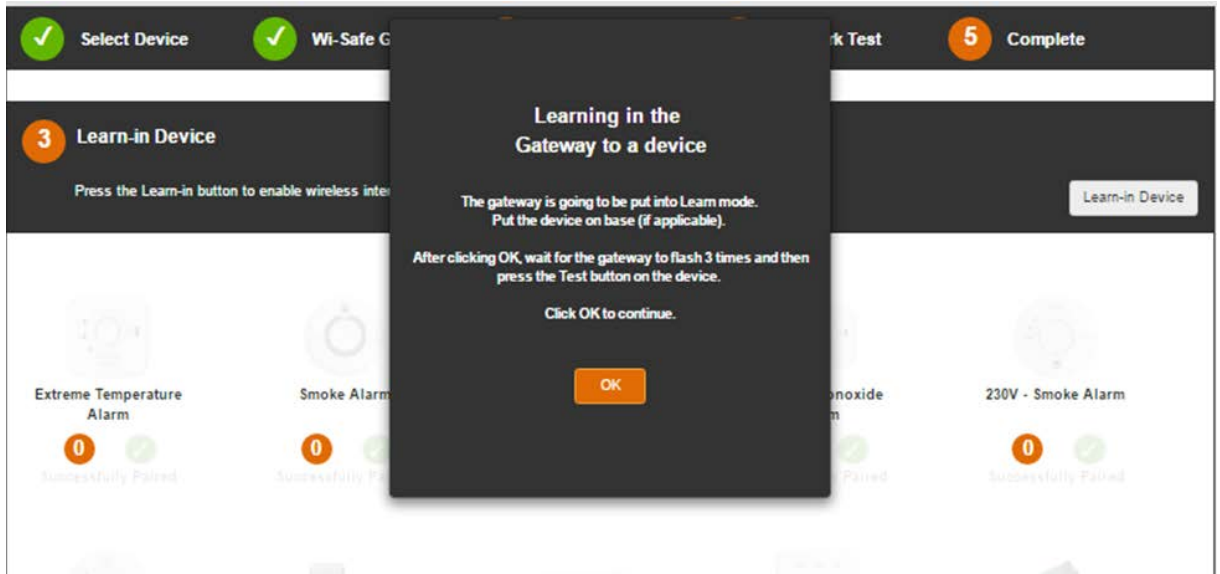 Select Device
Wi-Safe G
rk Test
5
Complete
3
Learn-in Device
Press the Learn-in button to enable wireless inte
Learn-in Device
Learning in the
Gateway to a device
The gateway is going to be put into Learn mode.
Put the device on base (if applicable).
After clicking OK, wait for the gateway to flash 3 times and then
press the Test button on the device.
Click OK to continue.
OK
Extreme Temperature
Alarm
Smoke Alarm
onoxide
m
230V - Smoke Alarm
0
0
0
Successfully Paired
Successfully Pa
Paired
Successfully Paired